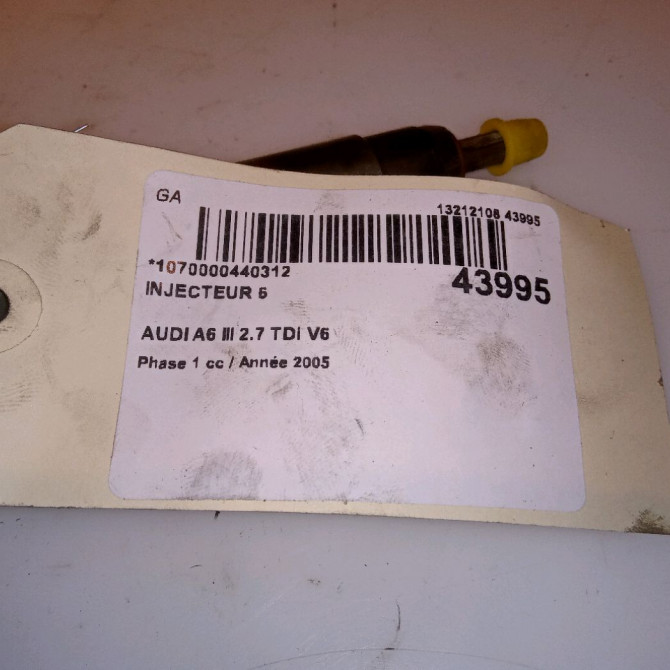 GA
13212108 43995
*1070000440312
43995
INJECTEUR 6
AUDI A6 III 2.7 TDI V6
Phase 1 cc / Année 2005